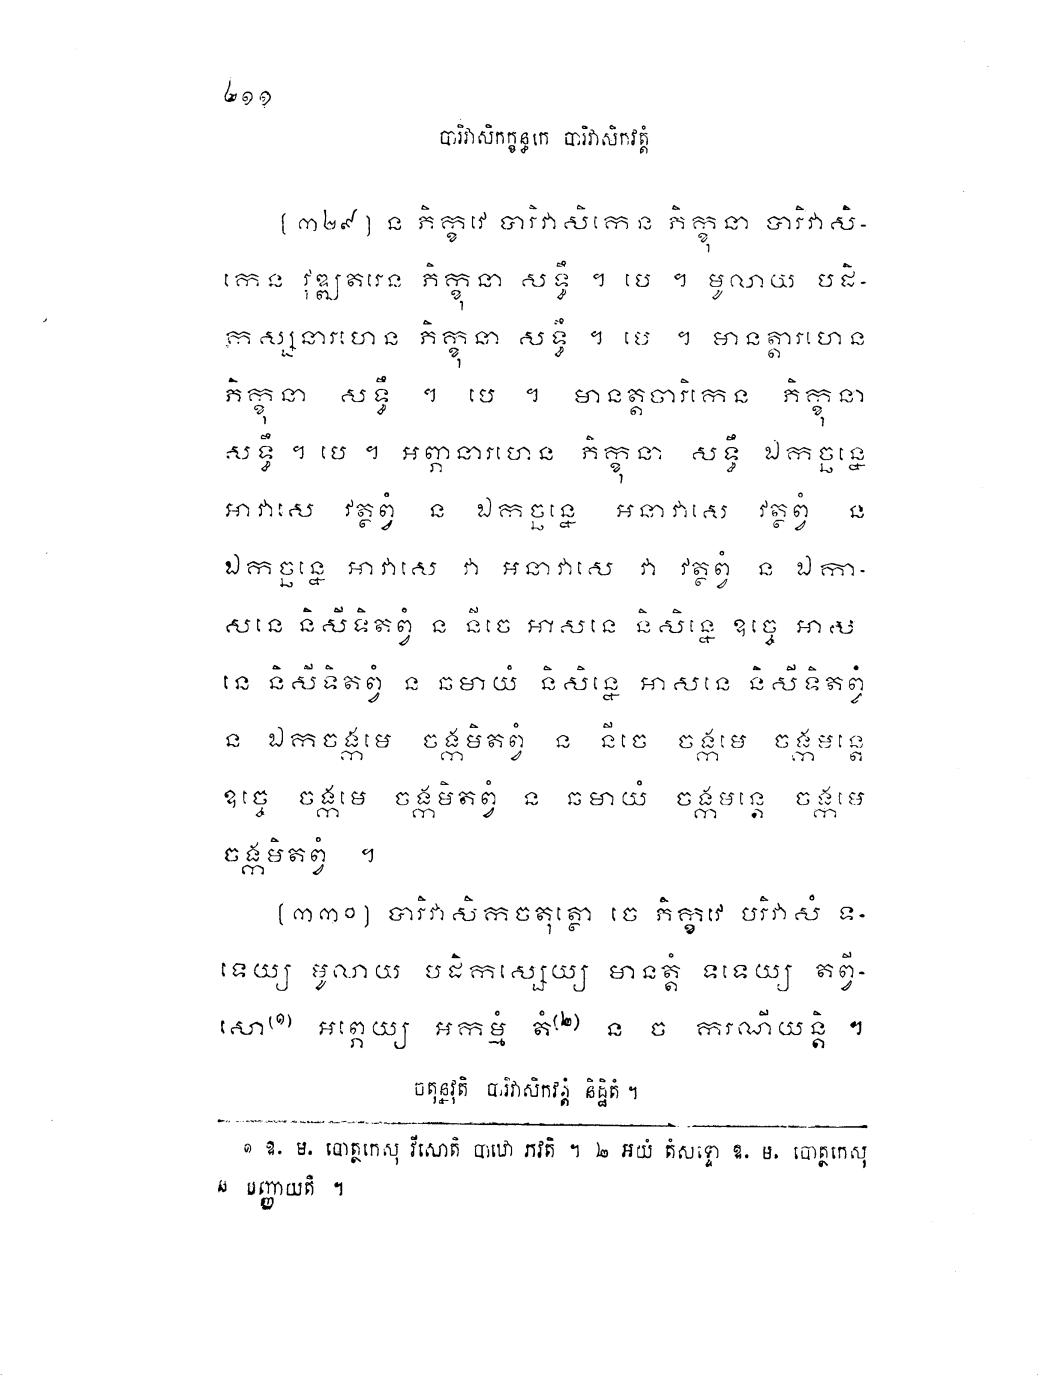 ២១១
បារិវាសិកក្ខន្ធកេ បារិវាសិកវត្តំ
[៣២៩] ន ភិក្ខវេ បារិវាសិកេន ភិក្ខុនា បារិវាសិ-
កេន វុឌ្ឍតរេន ភិក្ខុនា សទ្ធឹ ។ បេ ។ មូលាយ បដិ-
កស្សនារហេន ភិក្ខុនា សទ្ធឹ ។ បេ ។ មានត្តារហេន
ភិក្ខុនា សទ្ធឹ ។ បេ ។ មានត្តចារិកេន ភិក្ខុនា
សទ្ធឹ ។ បេ ។ អព្ភានារហេន ភិក្ខុនា សទ្ធឹ ឯកច្ឆន្នេ
អាវាសេ វត្ថព្វំ ន ឯកច្ឆន្នេ អនាវាសេ វត្ថព្វំ ន
ឯកច្ឆន្នេ អាវាសេ វា អនាវាសេ វា វត្ថព្វំ ន ឯកា-
សនេ និសីទិតព្វំ ន នីចេ អាសនេ និសិន្នេ ឧច្ចេ អាស
នេ និសីទិតព្វំ ន ឆមាយំ និសិន្នេ អាសនេ និសីទិតព្វំ
ន ឯកចង្កមេ ចង្កមិតព្វំ ន នីចេ ចង្កមេ ចង្កមន្តេ
ឧច្ចេ ចង្កមេ ចង្កមិតព្វំ ន ឆមាយំ ចង្កមន្តេ ចង្កមេ
ចង្កមិតព្វំ ។
[៣៣០] បារិវាសិកចតុត្ថោ ចេ ភិក្ខវេ បរិវាសំ ទ-
ទេយ្យ មូលាយ បដិកស្សេយ្យ មានត្តំ ទទេយ្យ តព្វី-
សោ(១) អព្ភេយ្យ អកម្មំ តំ(២) ន ច ករណីយន្តិ ។
ចតុន្នវុតិ បារិវាសិកវត្តំ និដ្ឋិតំ ។
១ ឱ. ម. បោត្ថកេសុ វីសោតិ បាឋោ ភវតិ ។ ២ អយំ តំសទ្ទោ ឱ. ម. បោត្ថកេសុ
ន បញ្ញាយតិ ។